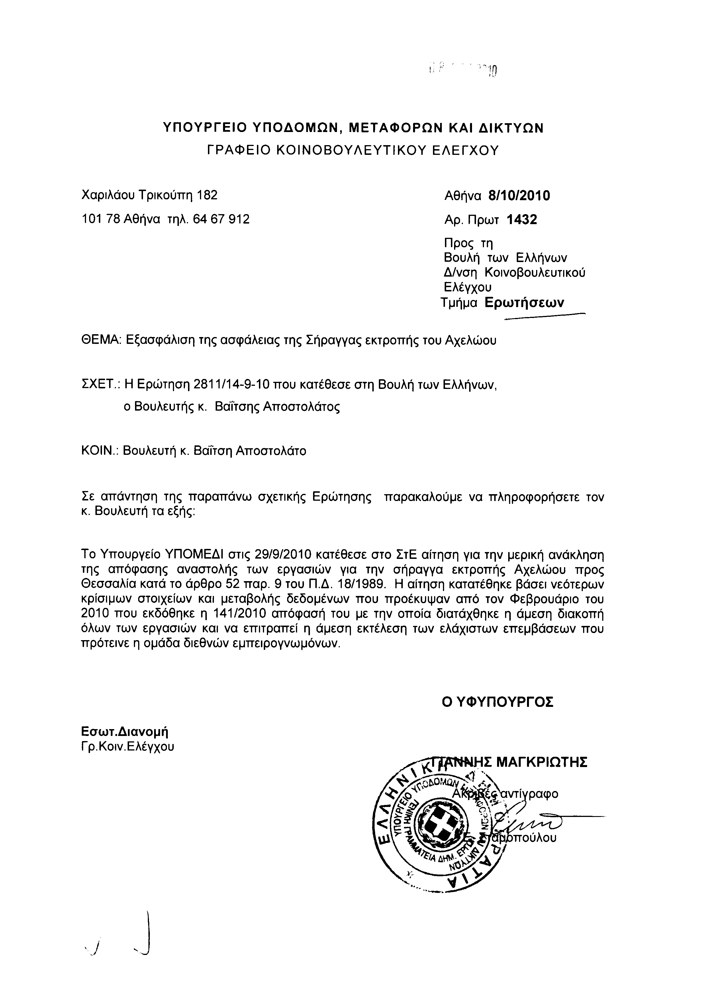 ΥΠΟΥΡΓΕΙΟ ΥΠΟΔΟΜΩΝ, ΜΕΤΑΦΟΡΩΝ ΚΑΙ ΔΙΚΤΥΩΝ
ΓΡΑΦΕΙΟ ΚΟΙΝΟΒΟΥΛΕΥΤΙΚΟΥ ΕΛΕΓΧΟΥ
Χαριλάου Τρικούπη 182
101 78 Αθήνα τηλ. 64 67 912
Αθήνα 8/10/2010
Αρ. Πρωτ 1432
Προς τη
Βουλή των Ελλήνων
Δ/νση Κοινοβουλευτικού
Ελέγχου
Τμήμα Ερωτήσεων
ΘΕΜΑ: Εξασφάλιση της ασφάλειας της Σήραγγας εκτροπής του Αχελώου
ΣΧΕΤ.: Η Ερώτηση 2811/14-9-10 που κατέθεσε στη Βουλή των Ελλήνων,
ο Βουλευτής κ. Βαΐτσης Αποστολάτος
ΚΟΙΝ.: Βουλευτή κ. Βαΐτση Αποστολάτο
Σε απάντηση της παραπάνω σχετικής Ερώτησης παρακαλούμε να πληροφορήσετε τον
κ. Βουλευτή τα εξής:
Το Υπουργείο ΥΠΟΜΕΔΙ στις 29/9/2010 κατέθεσε στο ΣτΕ αίτηση για την μερική ανάκληση
της απόφασης αναστολής των εργασιών για την σήραγγα εκτροπής Αχελώου προς
Θεσσαλία κατά το άρθρο 52 παρ. 9 του Π.Δ. 18/1989. Η αίτηση κατατέθηκε βάσει νεότερων
κρίσιμων στοιχείων και μεταβολής δεδομένων που προέκυψαν από τον Φεβρουάριο του
2010 που εκδόθηκε η 141/2010 απόφασή του με την οποία διατάχθηκε η άμεση διακοπή
όλων των εργασιών και να επιτραπεί η άμεση εκτέλεση των ελάχιστων επεμβάσεων που
πρότεινε η ομάδα διεθνών εμπειρογνωμόνων.
Ο ΥΦΥΠΟΥΡΓΟΣ
Εσωτ.Διανομή
Γρ.Κοιν.Ελέγχου
ΓΙΑΝΝΗΣ ΜΑΓΚΡΙΩΤΗΣ
Ακριβές αντίγραφο
ΕΛΛΗΝΙΚΗ ΔΗΜΟΚΡΑΤΙΑ
ΥΠΟΥΡΓΕΙΟ ΥΠΟΔΟΜΩΝ ΜΕΤΑΦΟΡΩΝ ΚΑΙ ΔΙΚΤΥΩΝ
ΓΕΝΙΚΗ ΓΡΑΜΜΑΤΕΙΑ ΔΗΜ. ΕΡΓΩΝ